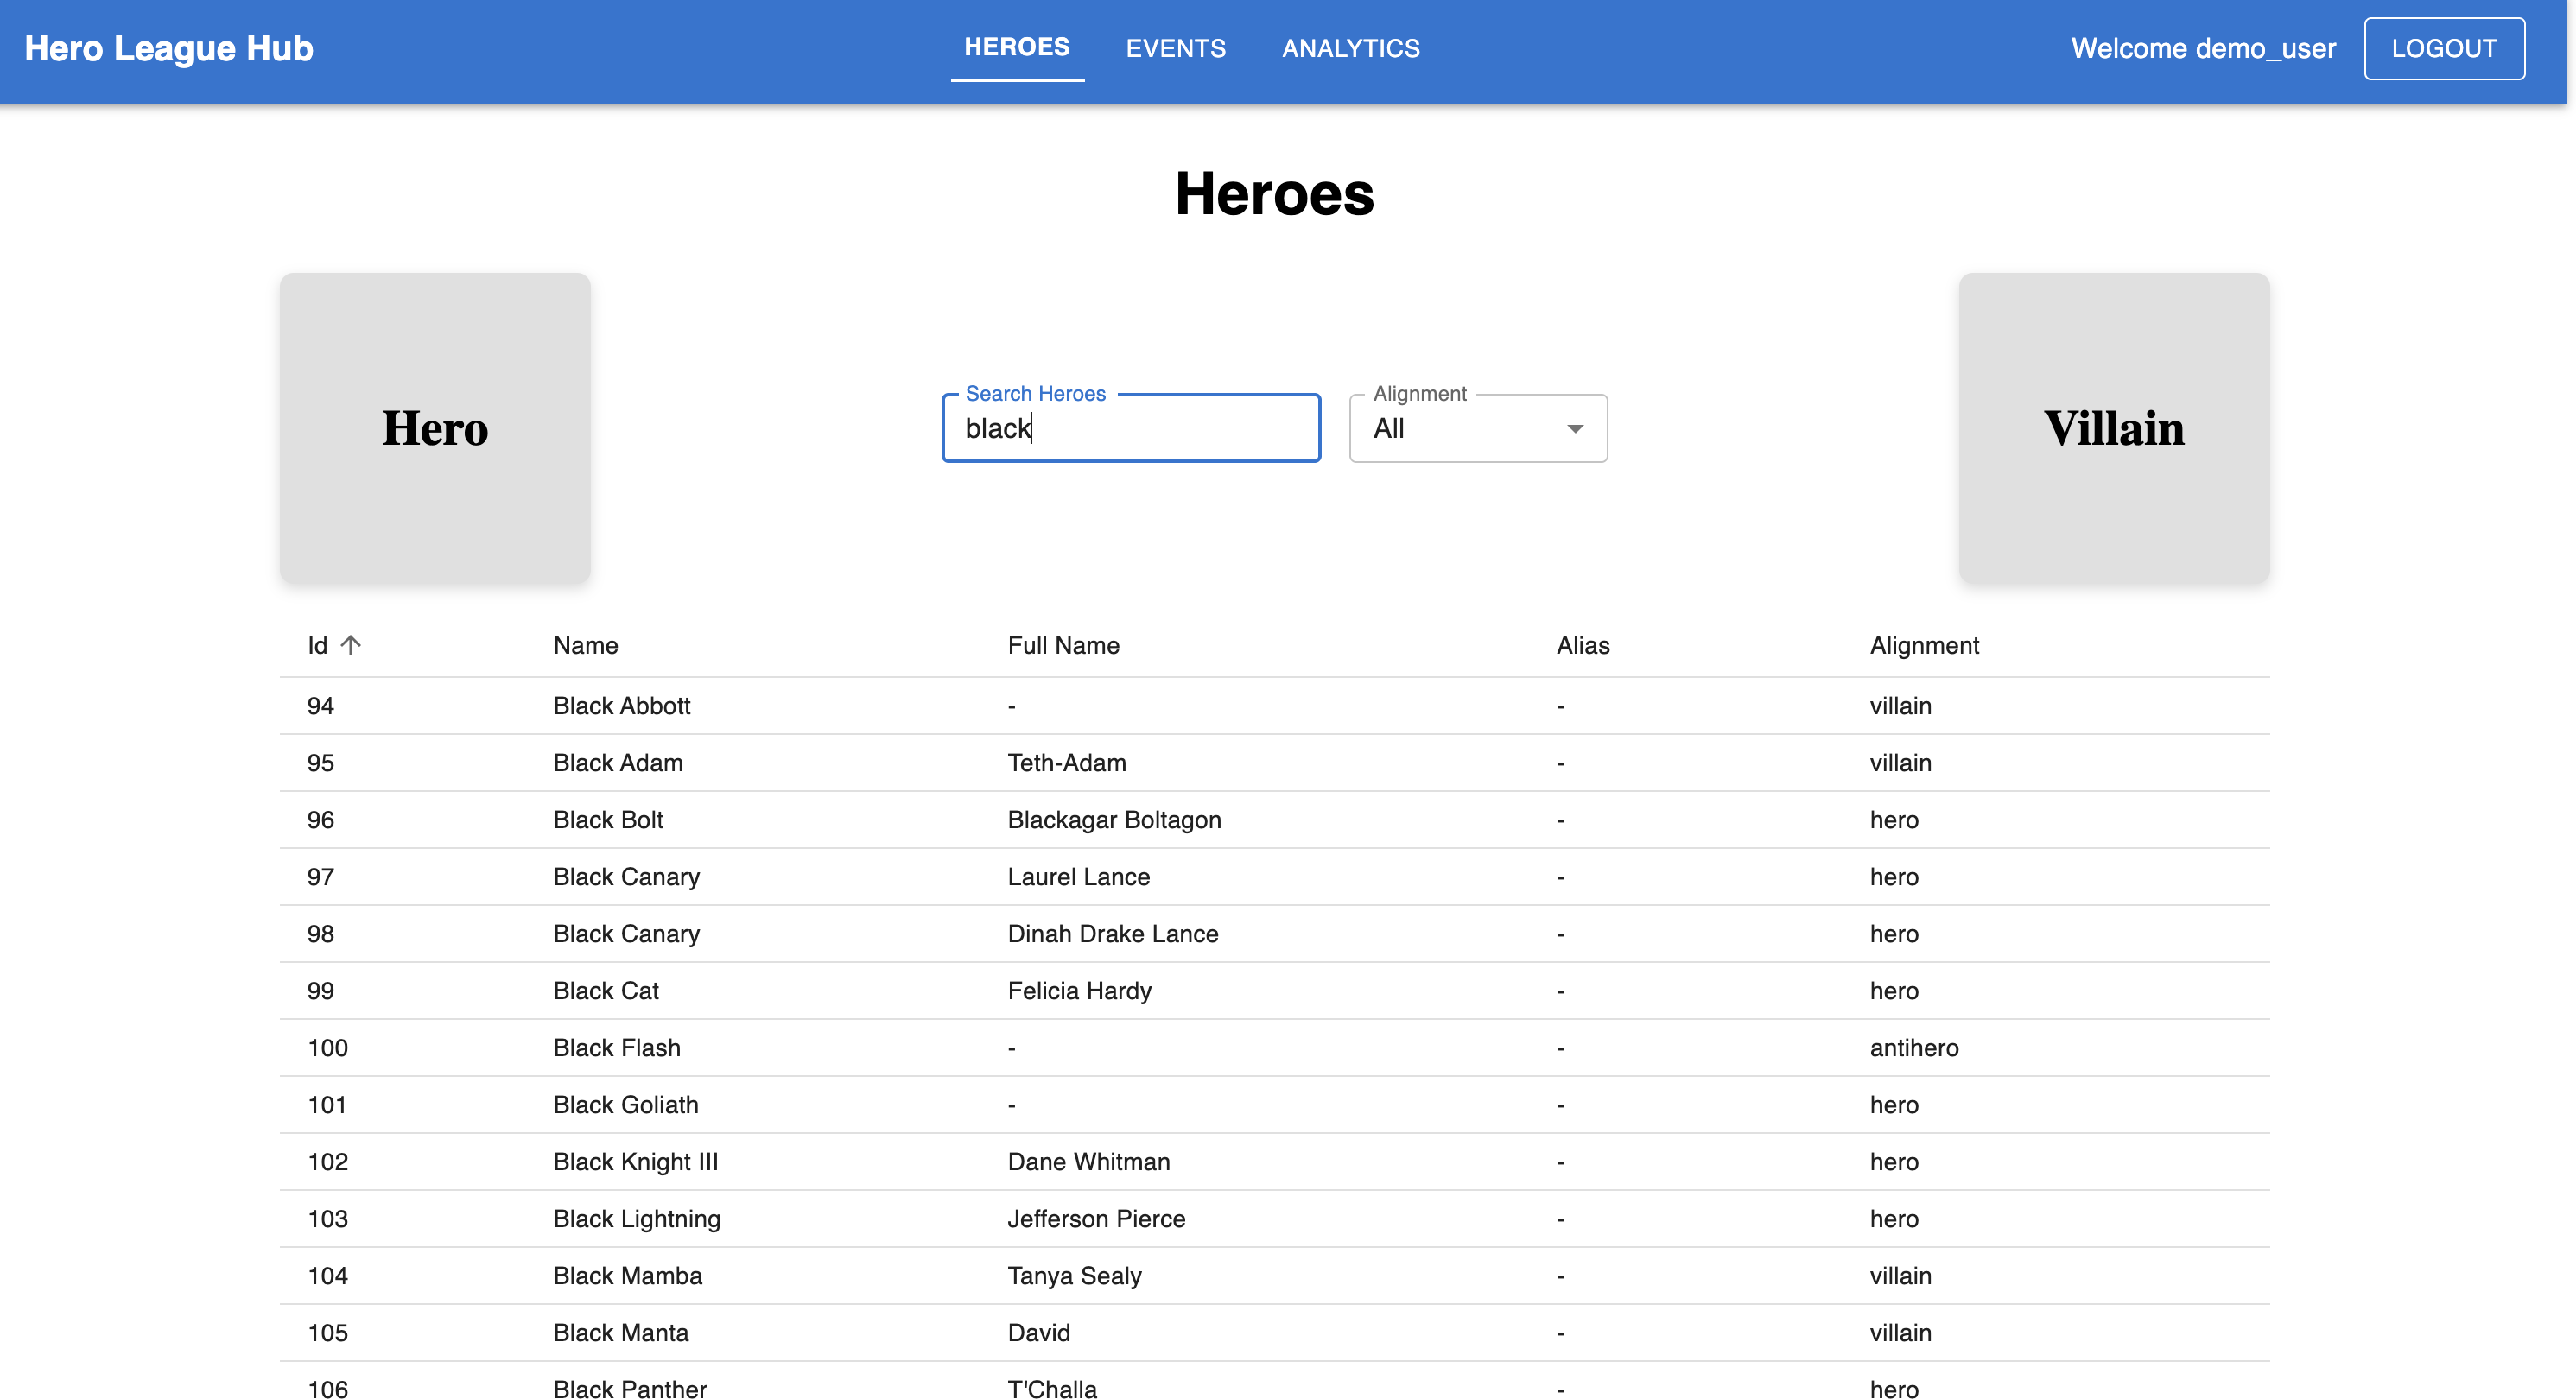 Hero League Hub HEROES EVENTS ANALYTICS Welcome demo_user LOGOUT
Heroes
Hero
Search Heroes
black
Alignment
All
Villain
Id Name Full Name Alias Alignment
94 Black Abbott - - villain
95 Black Adam Teth-Adam - villain
96 Black Bolt Blackagar Boltagon - hero
97 Black Canary Laurel Lance - hero
98 Black Canary Dinah Drake Lance - hero
99 Black Cat Felicia Hardy - hero
100 Black Flash - - antihero
101 Black Goliath - - hero
102 Black Knight III Dane Whitman - hero
103 Black Lightning Jefferson Pierce - hero
104 Black Mamba Tanya Sealy - villain
105 Black Manta David - villain
106 Black Panther T'Challa - hero